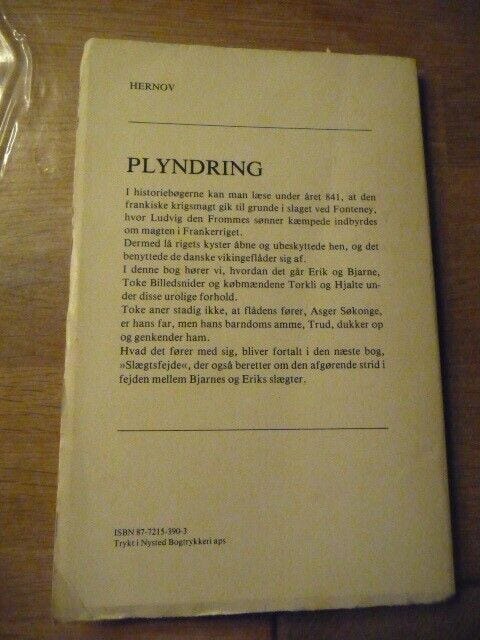 HERNOV
PLYNDRING
I historiebøgerne kan man læse under året 841, at den
frankiske krigsmagt gik til grunde i slaget ved Fonteney,
hvor Ludvig den Frommes sønner kæmpede indbyrdes
om magten i Frankerriget.
Dermed lå rigets kyster åbne og ubeskyttede hen, og det
benyttede de danske vikingeflåder sig af.
I denne bog hører vi, hvordan det går Erik og Bjarne,
Toke Billedsnider og købmændene Torkli og Hjalte un-
der disse urolige forhold.
Toke aner stadig ikke, at flådens fører, Asger Søkonge,
er hans far, men hans barndoms amme, Trud, dukker op
og genkender ham.
Hvad det fører med sig, bliver fortalt i den næste bog,
»Slægtsfejde«, der også beretter om den afgørende strid i
fejden mellem Bjarnes og Eriks slægter.
ISBN 87-7215-390-3
Trykt i Nysted Bogtrykkeri aps